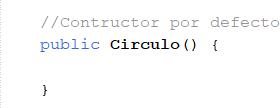 //Contructor por defecto
public Circulo() {
}